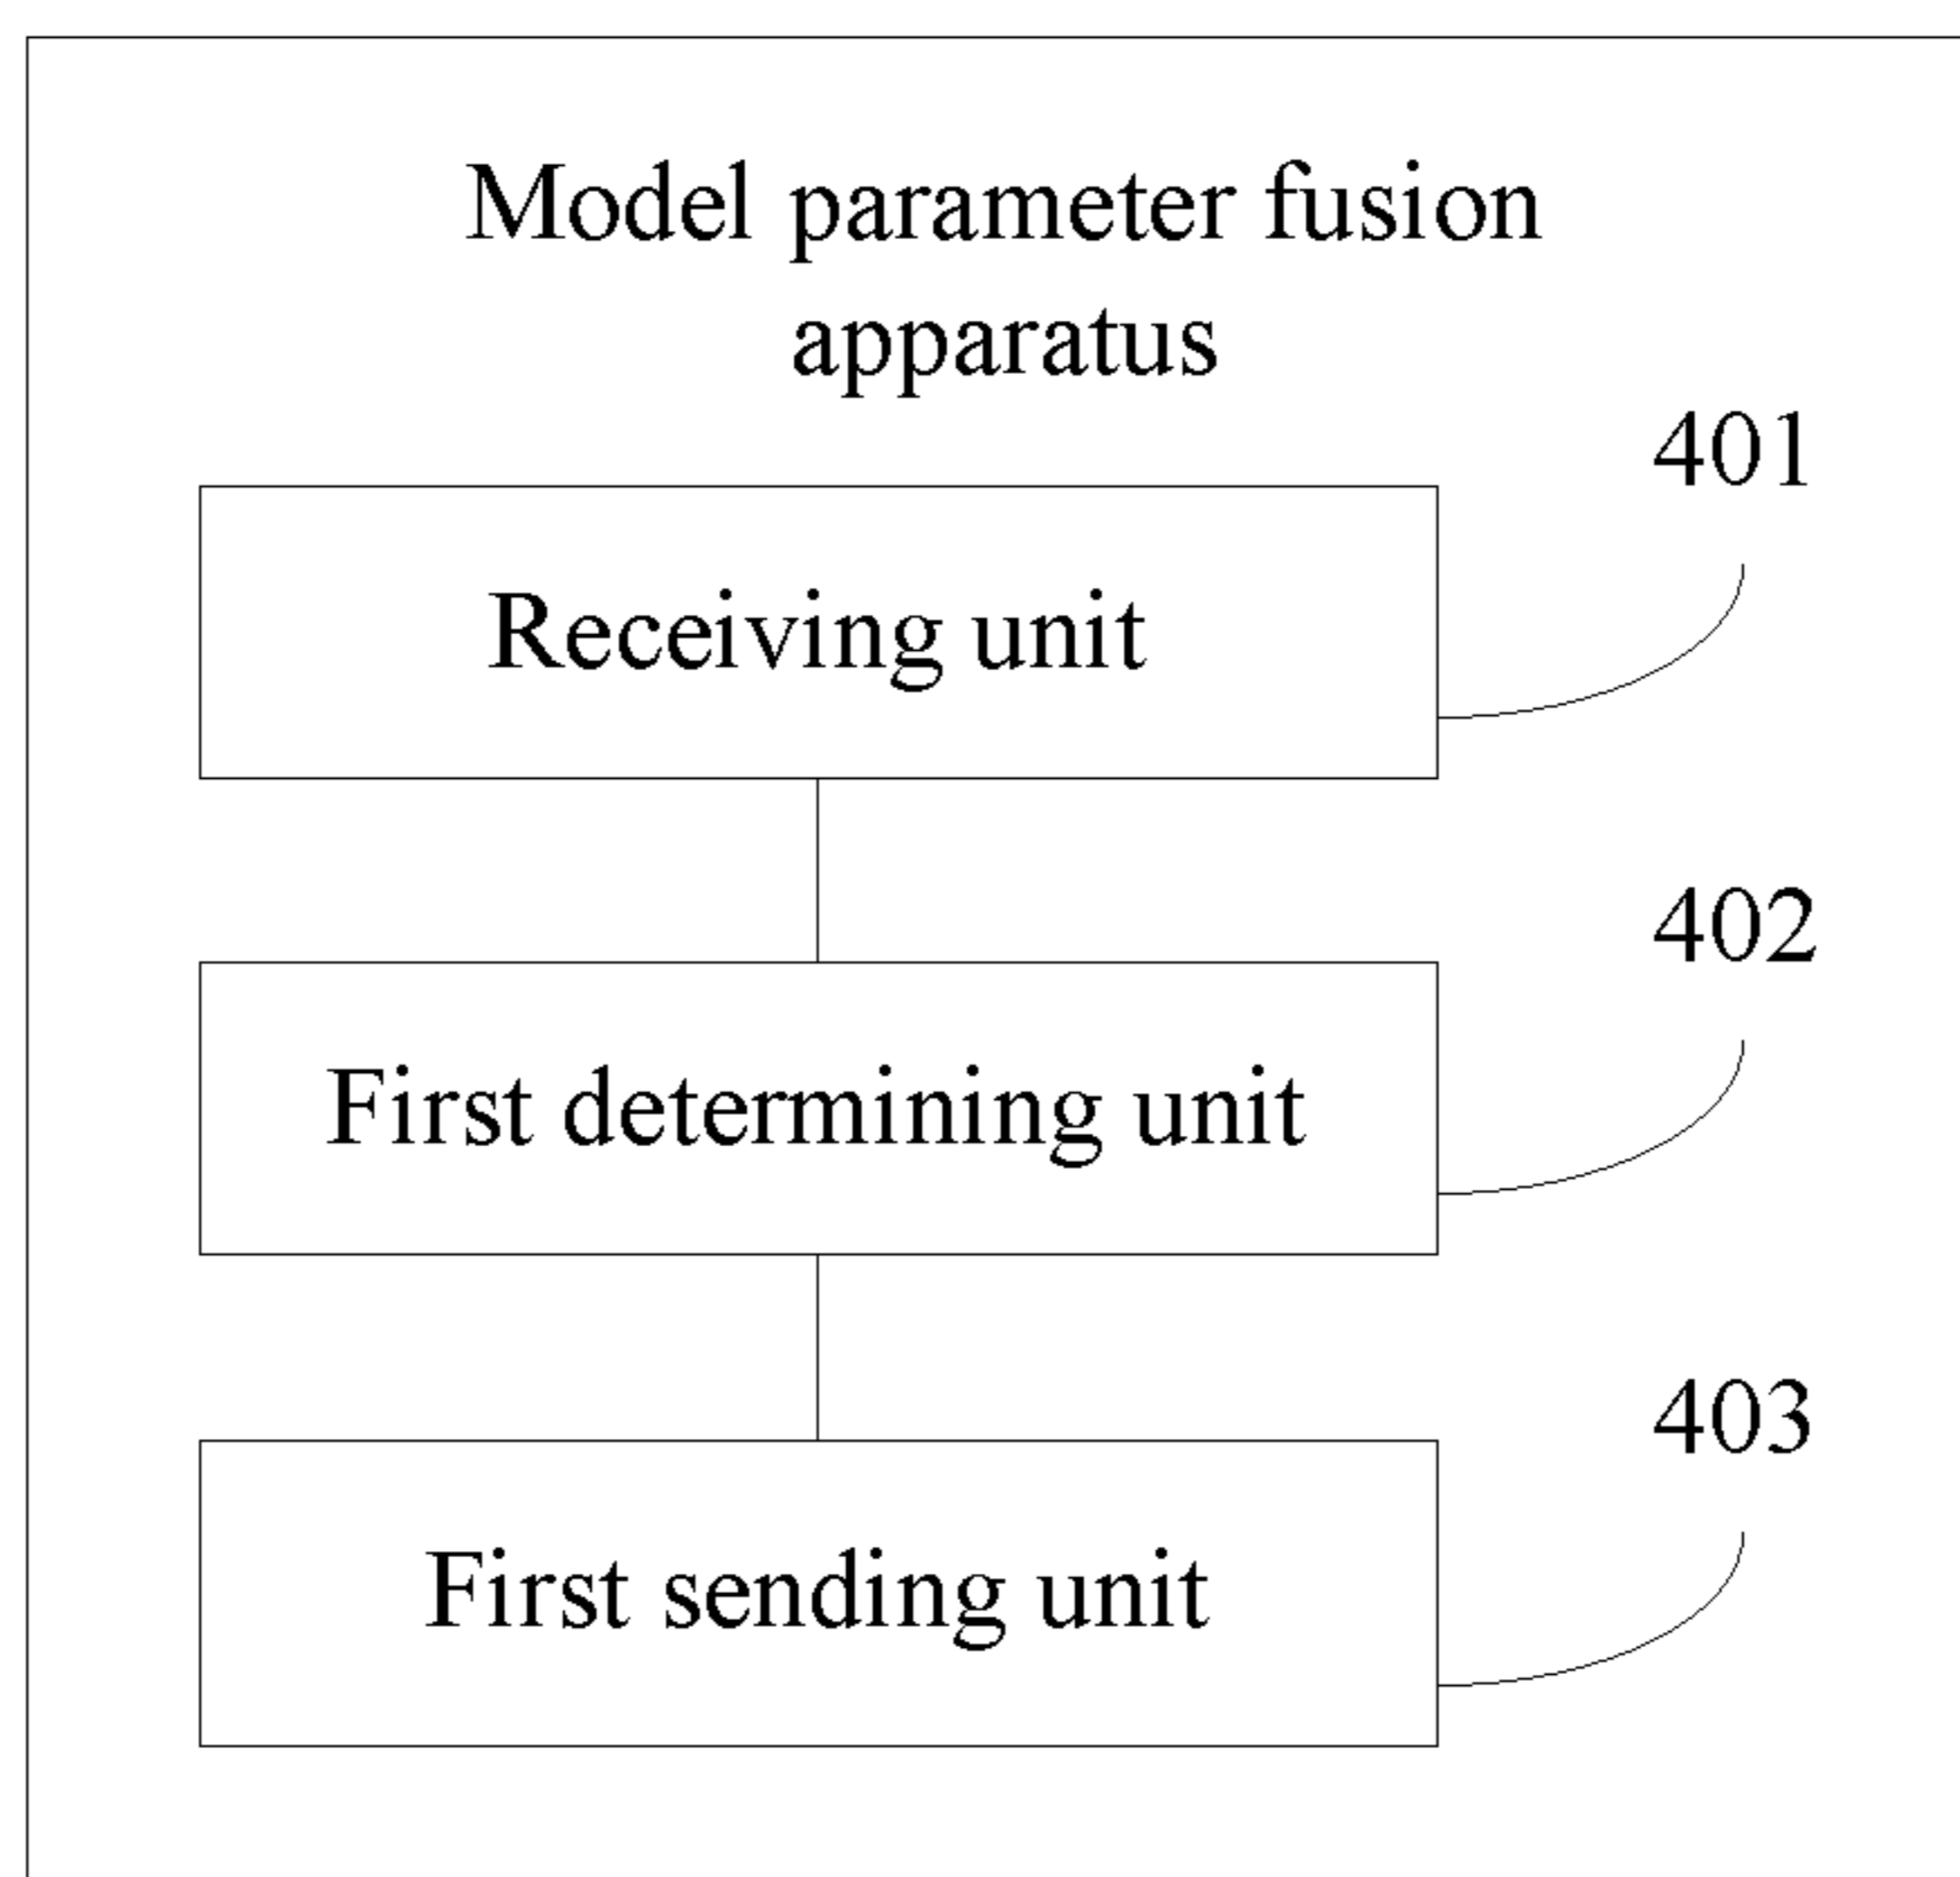 Model parameter fusion
apparatus
401
Receiving unit
402
First determining unit
403
First sending unit